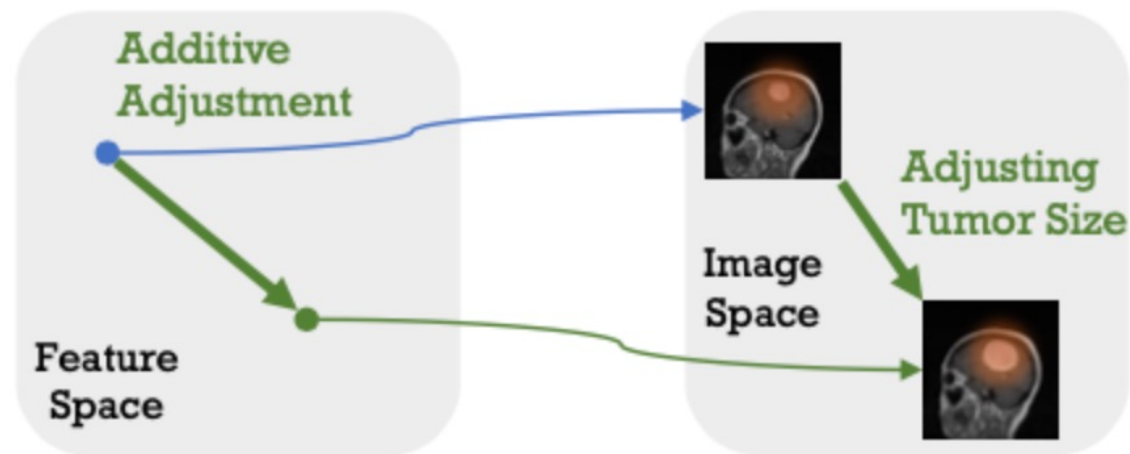 Additive
Adjustment
Feature
Space
Image
Space
Adjusting
Tumor Size